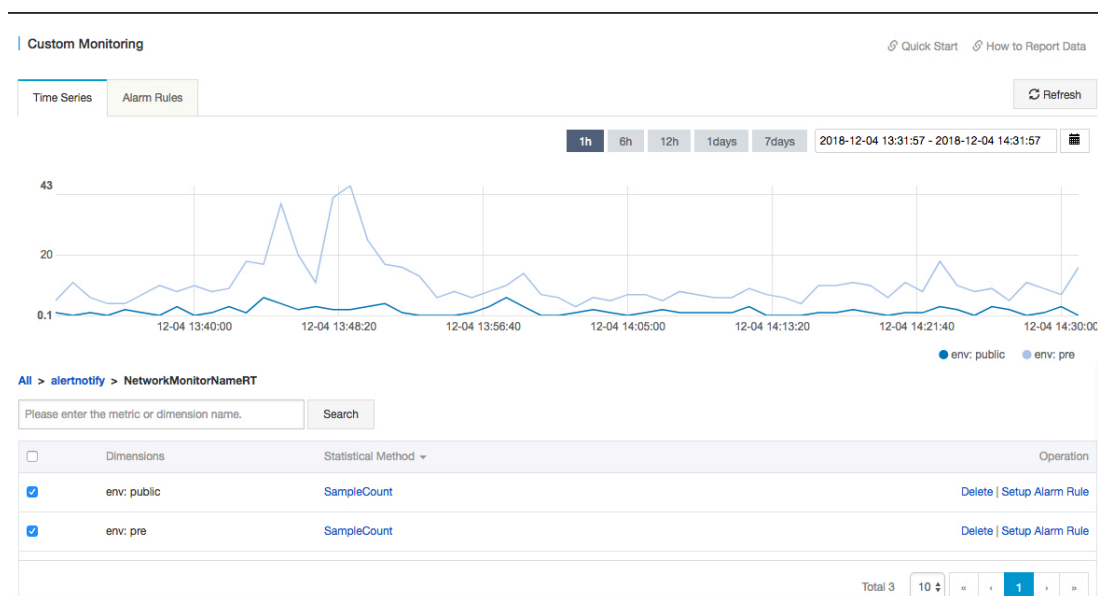 Custom Monitoring
Quick Start How to Report Data
Time Series Alarm Rules Refresh
1h 6h 12h 1days 7days 2018-12-04 13:31:57 - 2018-12-04 14:31:57
43
20
0.1
12-04 13:40:00 12-04 13:48:20 12-04 13:56:40 12-04 14:05:00 12-04 14:13:20 12-04 14:21:40 12-04 14:30:00
env: public env: pre
All > alertnotify > NetworkMonitorNameRT
Please enter the metric or dimension name. Search
Dimensions Statistical Method Operation
env: public SampleCount Delete | Setup Alarm Rule
env: pre SampleCount Delete | Setup Alarm Rule
Total 3 10 « ‹ 1 › »